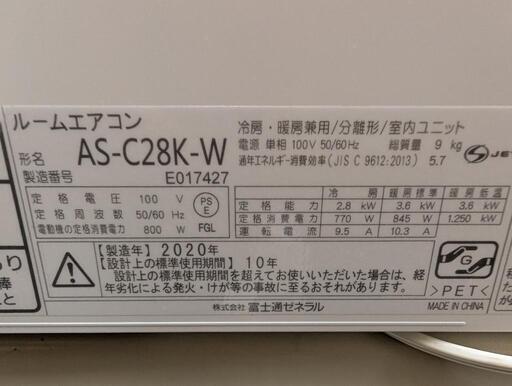 ルームエアコン
形名 AS-C28K-W
製造番号 E017427
冷房・暖房兼用/分離形/室内ユニット
電源 単相 100V 50/60Hz 総質量 9 kg
通年エネルギー消費効率(JIS C 9612:2013) 5.7
JET
定格電圧 100 V
定格周波数 50/60 Hz
電動機の定格消費電力 800 W
PS
E
FGL
冷房 暖房標準 暖房低温
定格能力 2.8 kW 3.6 kW 3.6 kW
定格消費電力 770 W 845 W 1.250 kW
運転電流 9.5 A 10.3 A
【製造年】2020年
【設計上の標準使用期間】10年
設計上の標準使用期間を超えてお使いいただいた場合は、経
年劣化による発火・けが等の事故に至るおそれがあります。
株式会社 富士通ゼネラル
G
>PET<
MADE IN CHINA